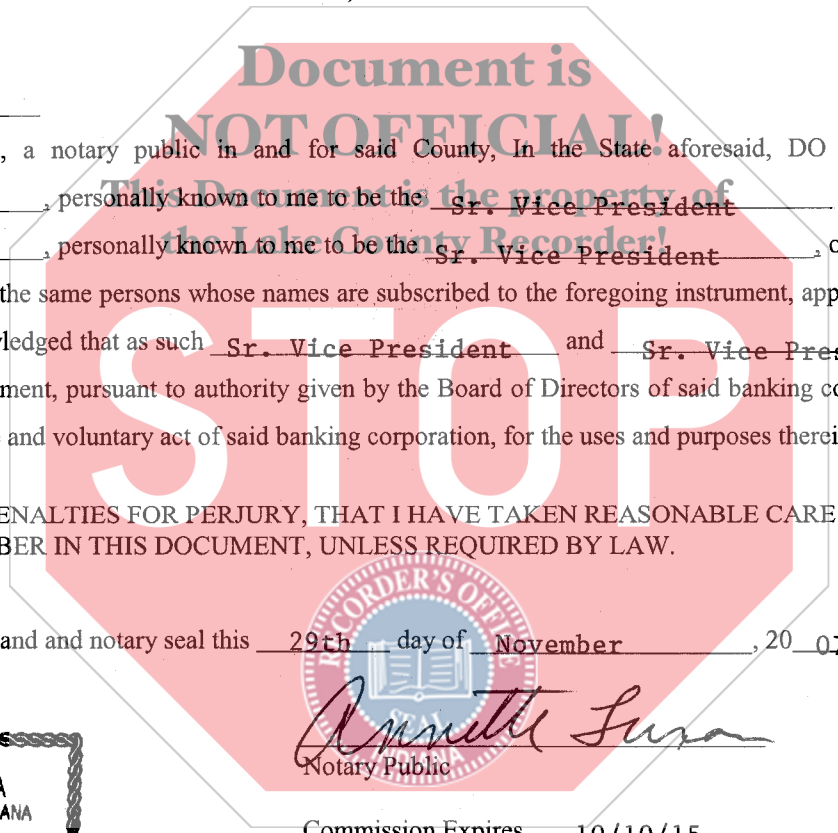 Document is
NOT OFFICIAL!
, a notary public in and for said County, In the State aforesaid, DO
This Document is the property of
, personally known to me to be the Sr. Vice President
the Lake County Recorder!
, personally known to me to be the Sr. Vice President ,
the same persons whose names are subscribed to the foregoing instrument, app
ledged that as such Sr. Vice President and Sr. Vice Pres
STOP
ment, pursuant to authority given by the Board of Directors of said banking co
and voluntary act of said banking corporation, for the uses and purposes therei
ENALTIES FOR PERJURY, THAT I HAVE TAKEN REASONABLE CARE
BER IN THIS DOCUMENT, UNLESS REQUIRED BY LAW.
RECORDER'S OFFICE
and and notary seal this 29th day of November , 20 07
SEAL
INDIANA
Annette
Notary Public
ANA
Commission Expires 10/10/15